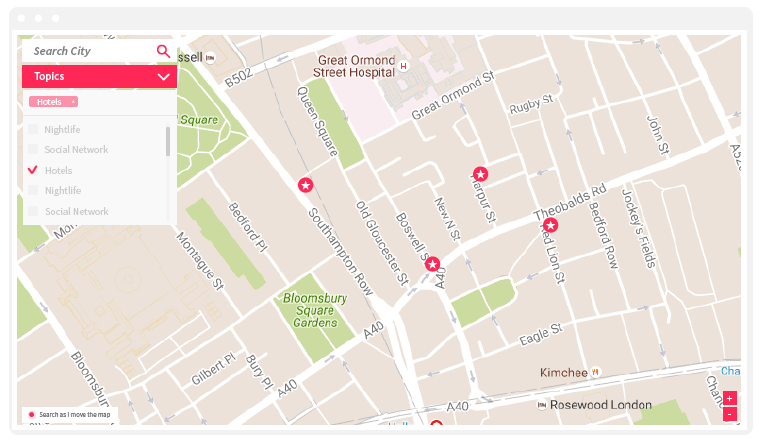 Search City
Topics
Hotels
Nightlife
Social Network
Hotels
Nightlife
Social Network
ssell
B502
Great Ormond
Street Hospital
H
Queen Square
Great Ormond St
Rugby St
John St
Square
Harpur St
Theobalds Rd
Bedford Pl
Montague St
Southampton Row
Old Gloucester St
Boswell S
New N St
A40
Red Lion St
Bedford Row
Jockey's Fields
Bloomsbury
Square
Gardens
A40
Eagle St
Gilbert Pl
Bury Pl
A40
Bloomsbury
Kimchee
Cha
Chanc
A40
Rosewood London
Search as I move the map
+
-